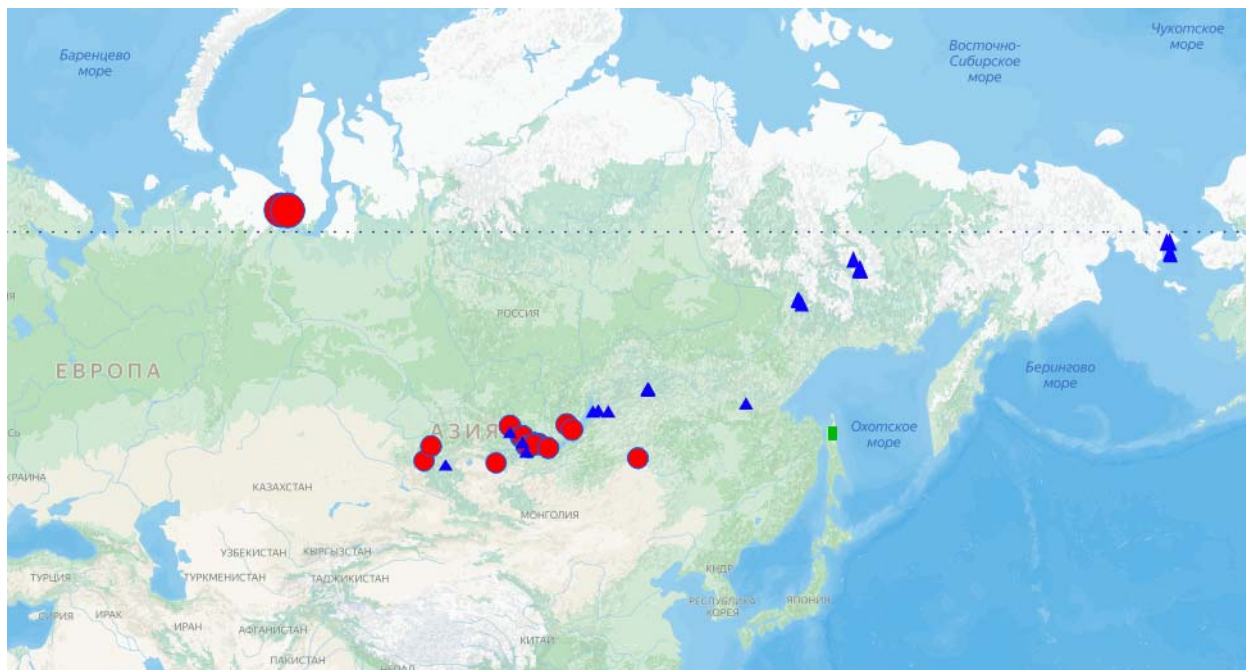 Баренцево
море
Восточно-
Сибирское
море
Чукотское
море
РОССИЯ
ЕВРОПА
Берингово
море
АЗИЯ
Охотское
море
КАЗАХСТАН
МОНГОЛИЯ
УЗБЕКИСТАН
КЫРГЫЗСТАН
ТУРЦИЯ
ТУРКМЕНИСТАН
ТАДЖИКИСТАН
КНДР
РЕСПУБЛИКА
КОРЕЯ
ЯПОНИЯ
СИРИЯ
ИРАК
ИРАН
АФГАНИСТАН
КИТАЙ
ПАКИСТАН